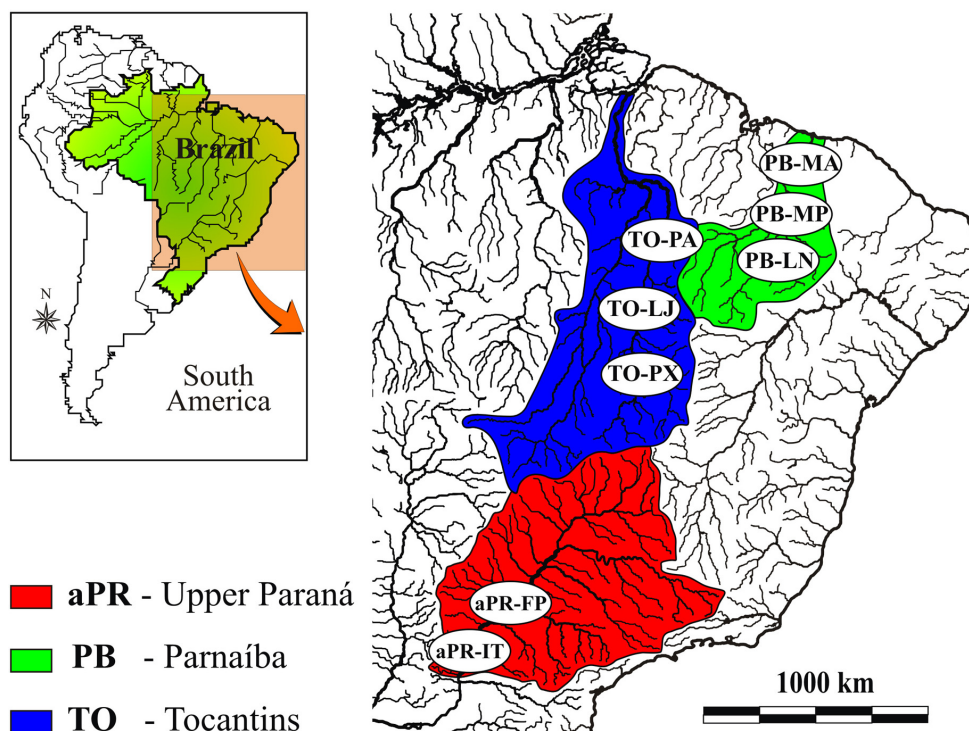 Brazil
N
South
America
PB-MA
PB-MP
TO-PA
PB-LN
TO-LJ
TO-PX
aPR-FP
aPR-IT
aPR - Upper Paraná
PB - Parnaíba
TO - Tocantins
1000 km